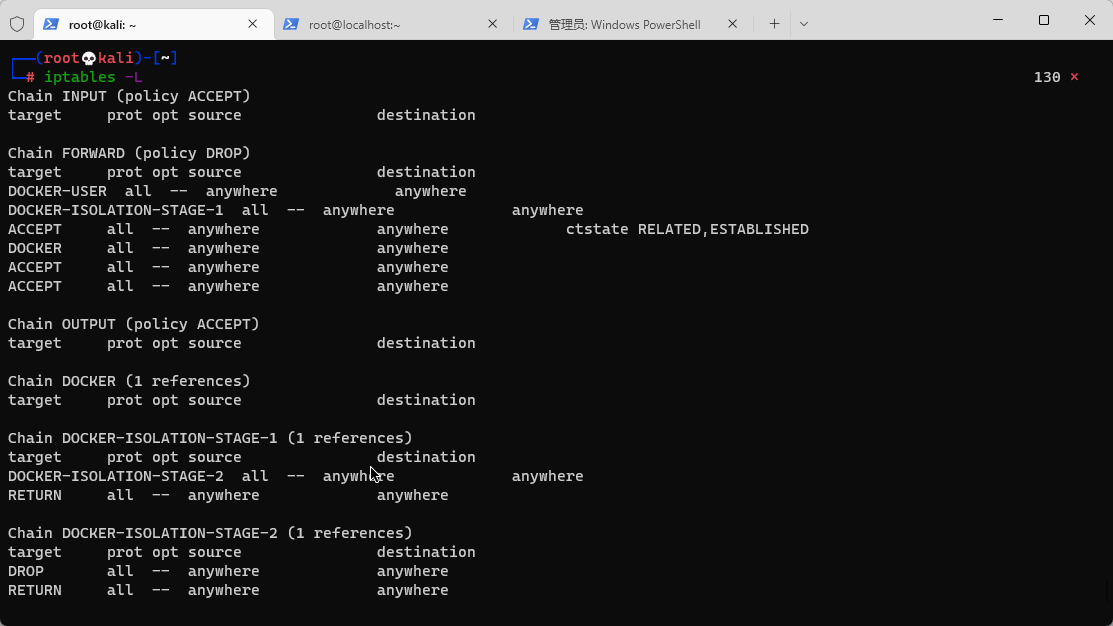 root@kali: ~
root@localhost:~
管理员: Windows PowerShell
┌──(root💀kali)-[~]
└─# iptables -L 130 ×
Chain INPUT (policy ACCEPT)
target     prot opt source               destination

Chain FORWARD (policy DROP)
target     prot opt source               destination
DOCKER-USER  all  --  anywhere             anywhere
DOCKER-ISOLATION-STAGE-1  all  --  anywhere             anywhere
ACCEPT     all  --  anywhere             anywhere             ctstate RELATED,ESTABLISHED
DOCKER     all  --  anywhere             anywhere
ACCEPT     all  --  anywhere             anywhere
ACCEPT     all  --  anywhere             anywhere

Chain OUTPUT (policy ACCEPT)
target     prot opt source               destination

Chain DOCKER (1 references)
target     prot opt source               destination

Chain DOCKER-ISOLATION-STAGE-1 (1 references)
target     prot opt source               destination
DOCKER-ISOLATION-STAGE-2  all  --  anywhere             anywhere
RETURN     all  --  anywhere             anywhere

Chain DOCKER-ISOLATION-STAGE-2 (1 references)
target     prot opt source               destination
DROP       all  --  anywhere             anywhere
RETURN     all  --  anywhere             anywhere